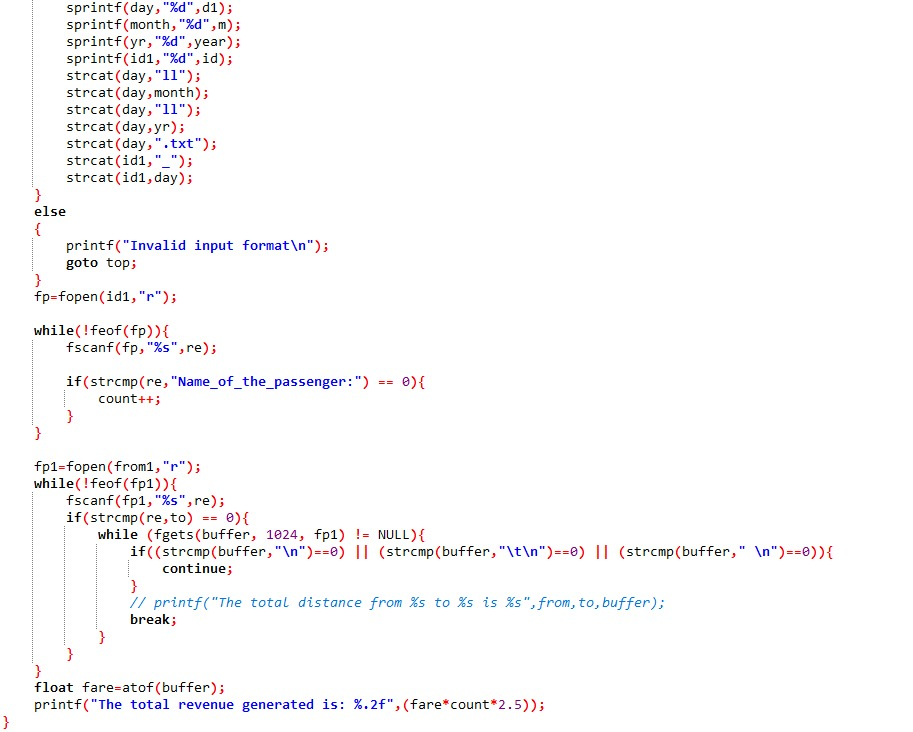 sprintf(day,"%d",d1);
sprintf(month,"%d",m);
sprintf(yr,"%d",year);
sprintf(id1,"%d",id);
strcat(day,"ll");
strcat(day,month);
strcat(day,"ll");
strcat(day,yr);
strcat(day,".txt");
strcat(id1,"_");
strcat(id1,day);
}
else
{
printf("Invalid input format\n");
goto top;
}
fp=fopen(id1,"r");
while(!feof(fp)){
fscanf(fp,"%s",re);
if(strcmp(re,"Name_of_the_passenger:") == 0){
count++;
}
}
fp1=fopen(from1,"r");
while(!feof(fp1)){
fscanf(fp1,"%s",re);
if(strcmp(re,to) == 0){
while (fgets(buffer, 1024, fp1) != NULL){
if((strcmp(buffer,"\n")==0) || (strcmp(buffer,"\t\n")==0) || (strcmp(buffer," \n")==0)){
continue;
}
// printf("The total distance from %s to %s is %s",from,to,buffer);
break;
}
}
}
float fare=atof(buffer);
printf("The total revenue generated is: %.2f",(fare*count*2.5));
}